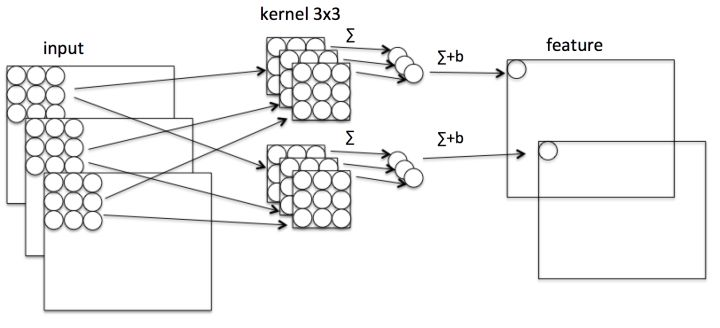 kernel 3x3
input
∑
∑+b
feature
∑
∑+b